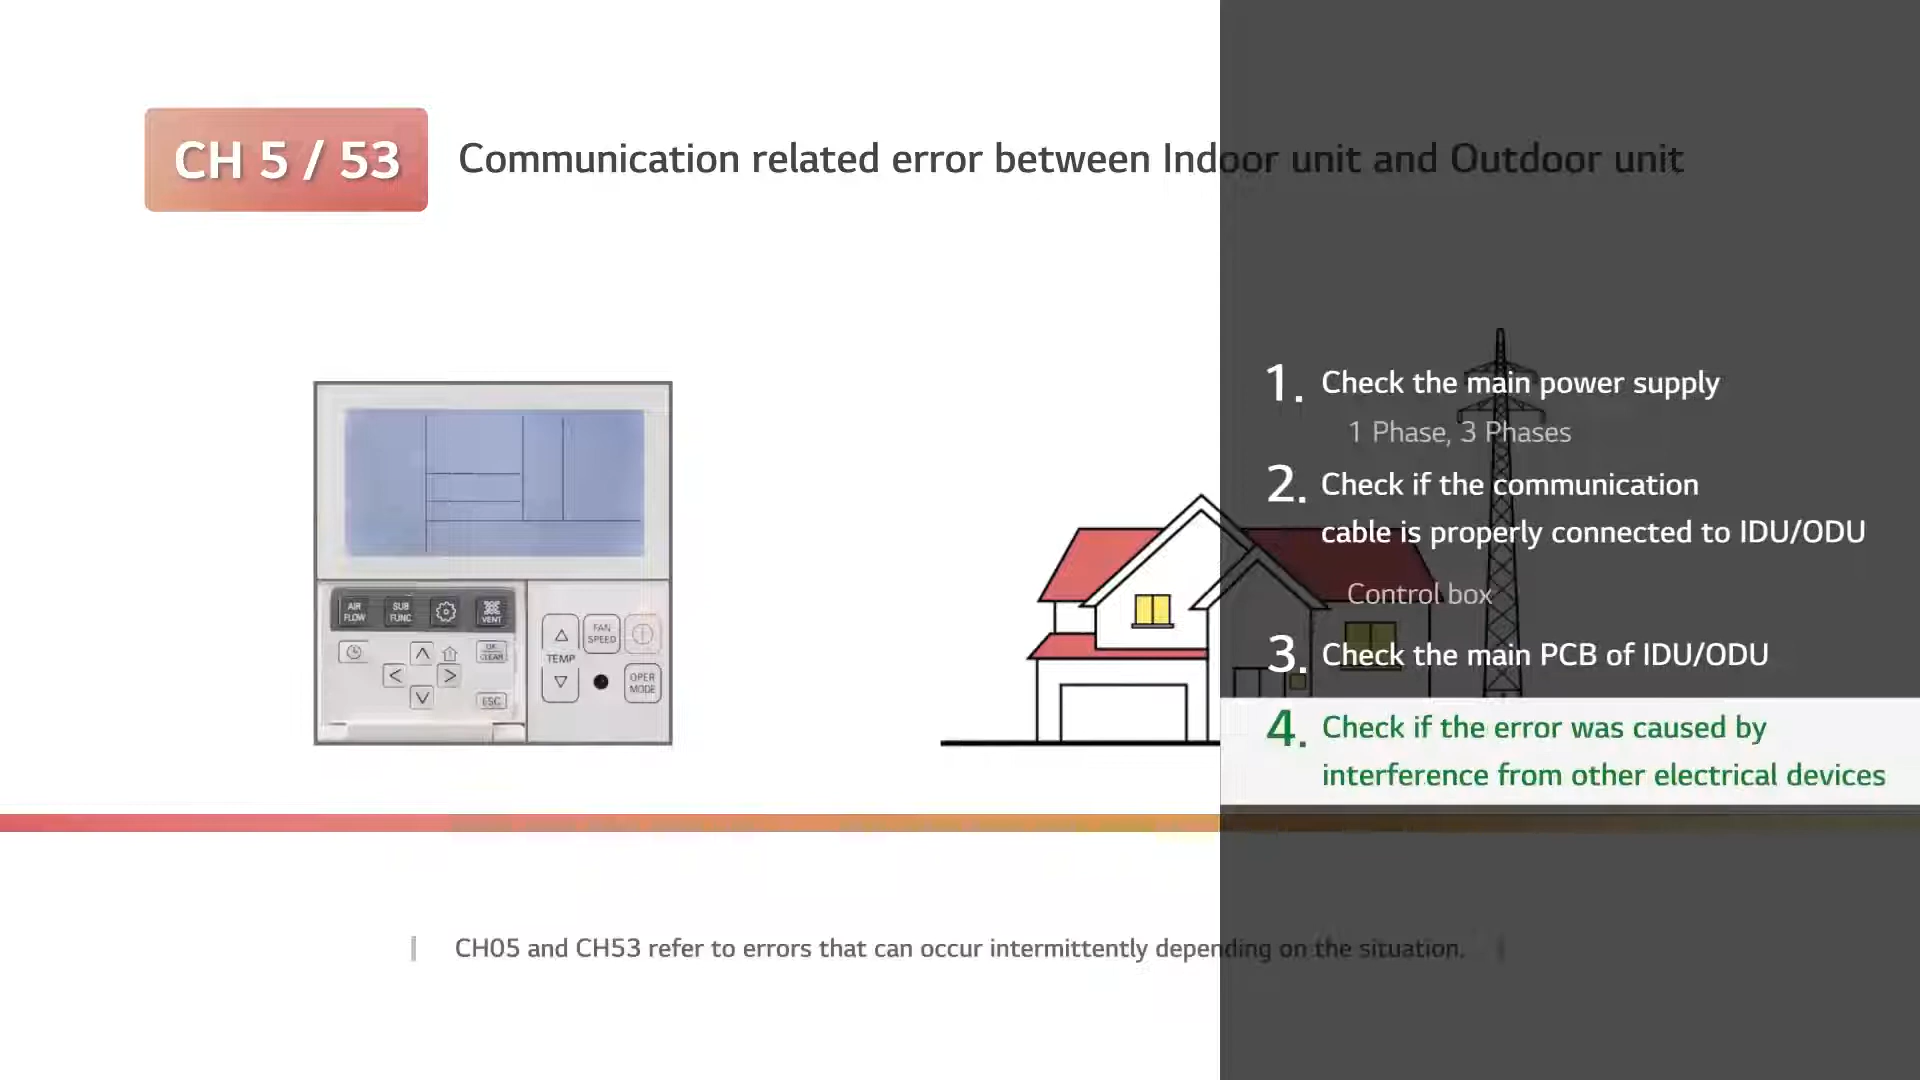 CH 5 / 53
Communication related error between Indoor unit and Outdoor unit
AIR
FLOW
SUB
FUNC
VENT
OK
CLEAR
ESC
TEMP
FAN
SPEED
OPER
MODE
1. Check the main power supply
1 Phase, 3 Phases
2. Check if the communication
cable is properly connected to IDU/ODU
Control box
3. Check the main PCB of IDU/ODU
4. Check if the error was caused by
interference from other electrical devices
CH05 and CH53 refer to errors that can occur intermittently depending on the situation.